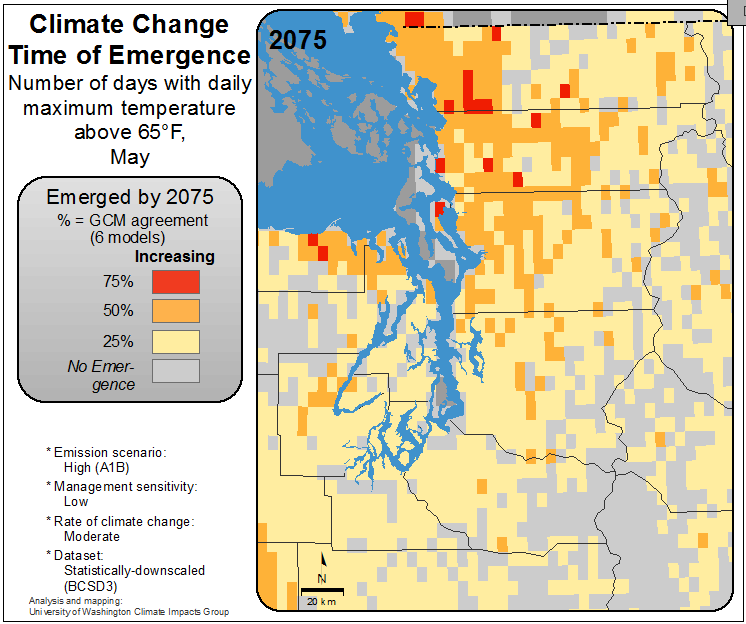 Climate Change
Time of Emergence
Number of days with daily
maximum temperature
above 65°F,
May
Emerged by 2075
% = GCM agreement
(6 models)
Increasing
75%
50%
25%
No Emer-
gence
* Emission scenario:
High (A1B)
* Management sensitivity:
Low
* Rate of climate change:
Moderate
* Dataset:
Statistically-downscaled
(BCSD3)
Analysis and mapping:
University of Washington Climate Impacts Group
2075
N
20 km